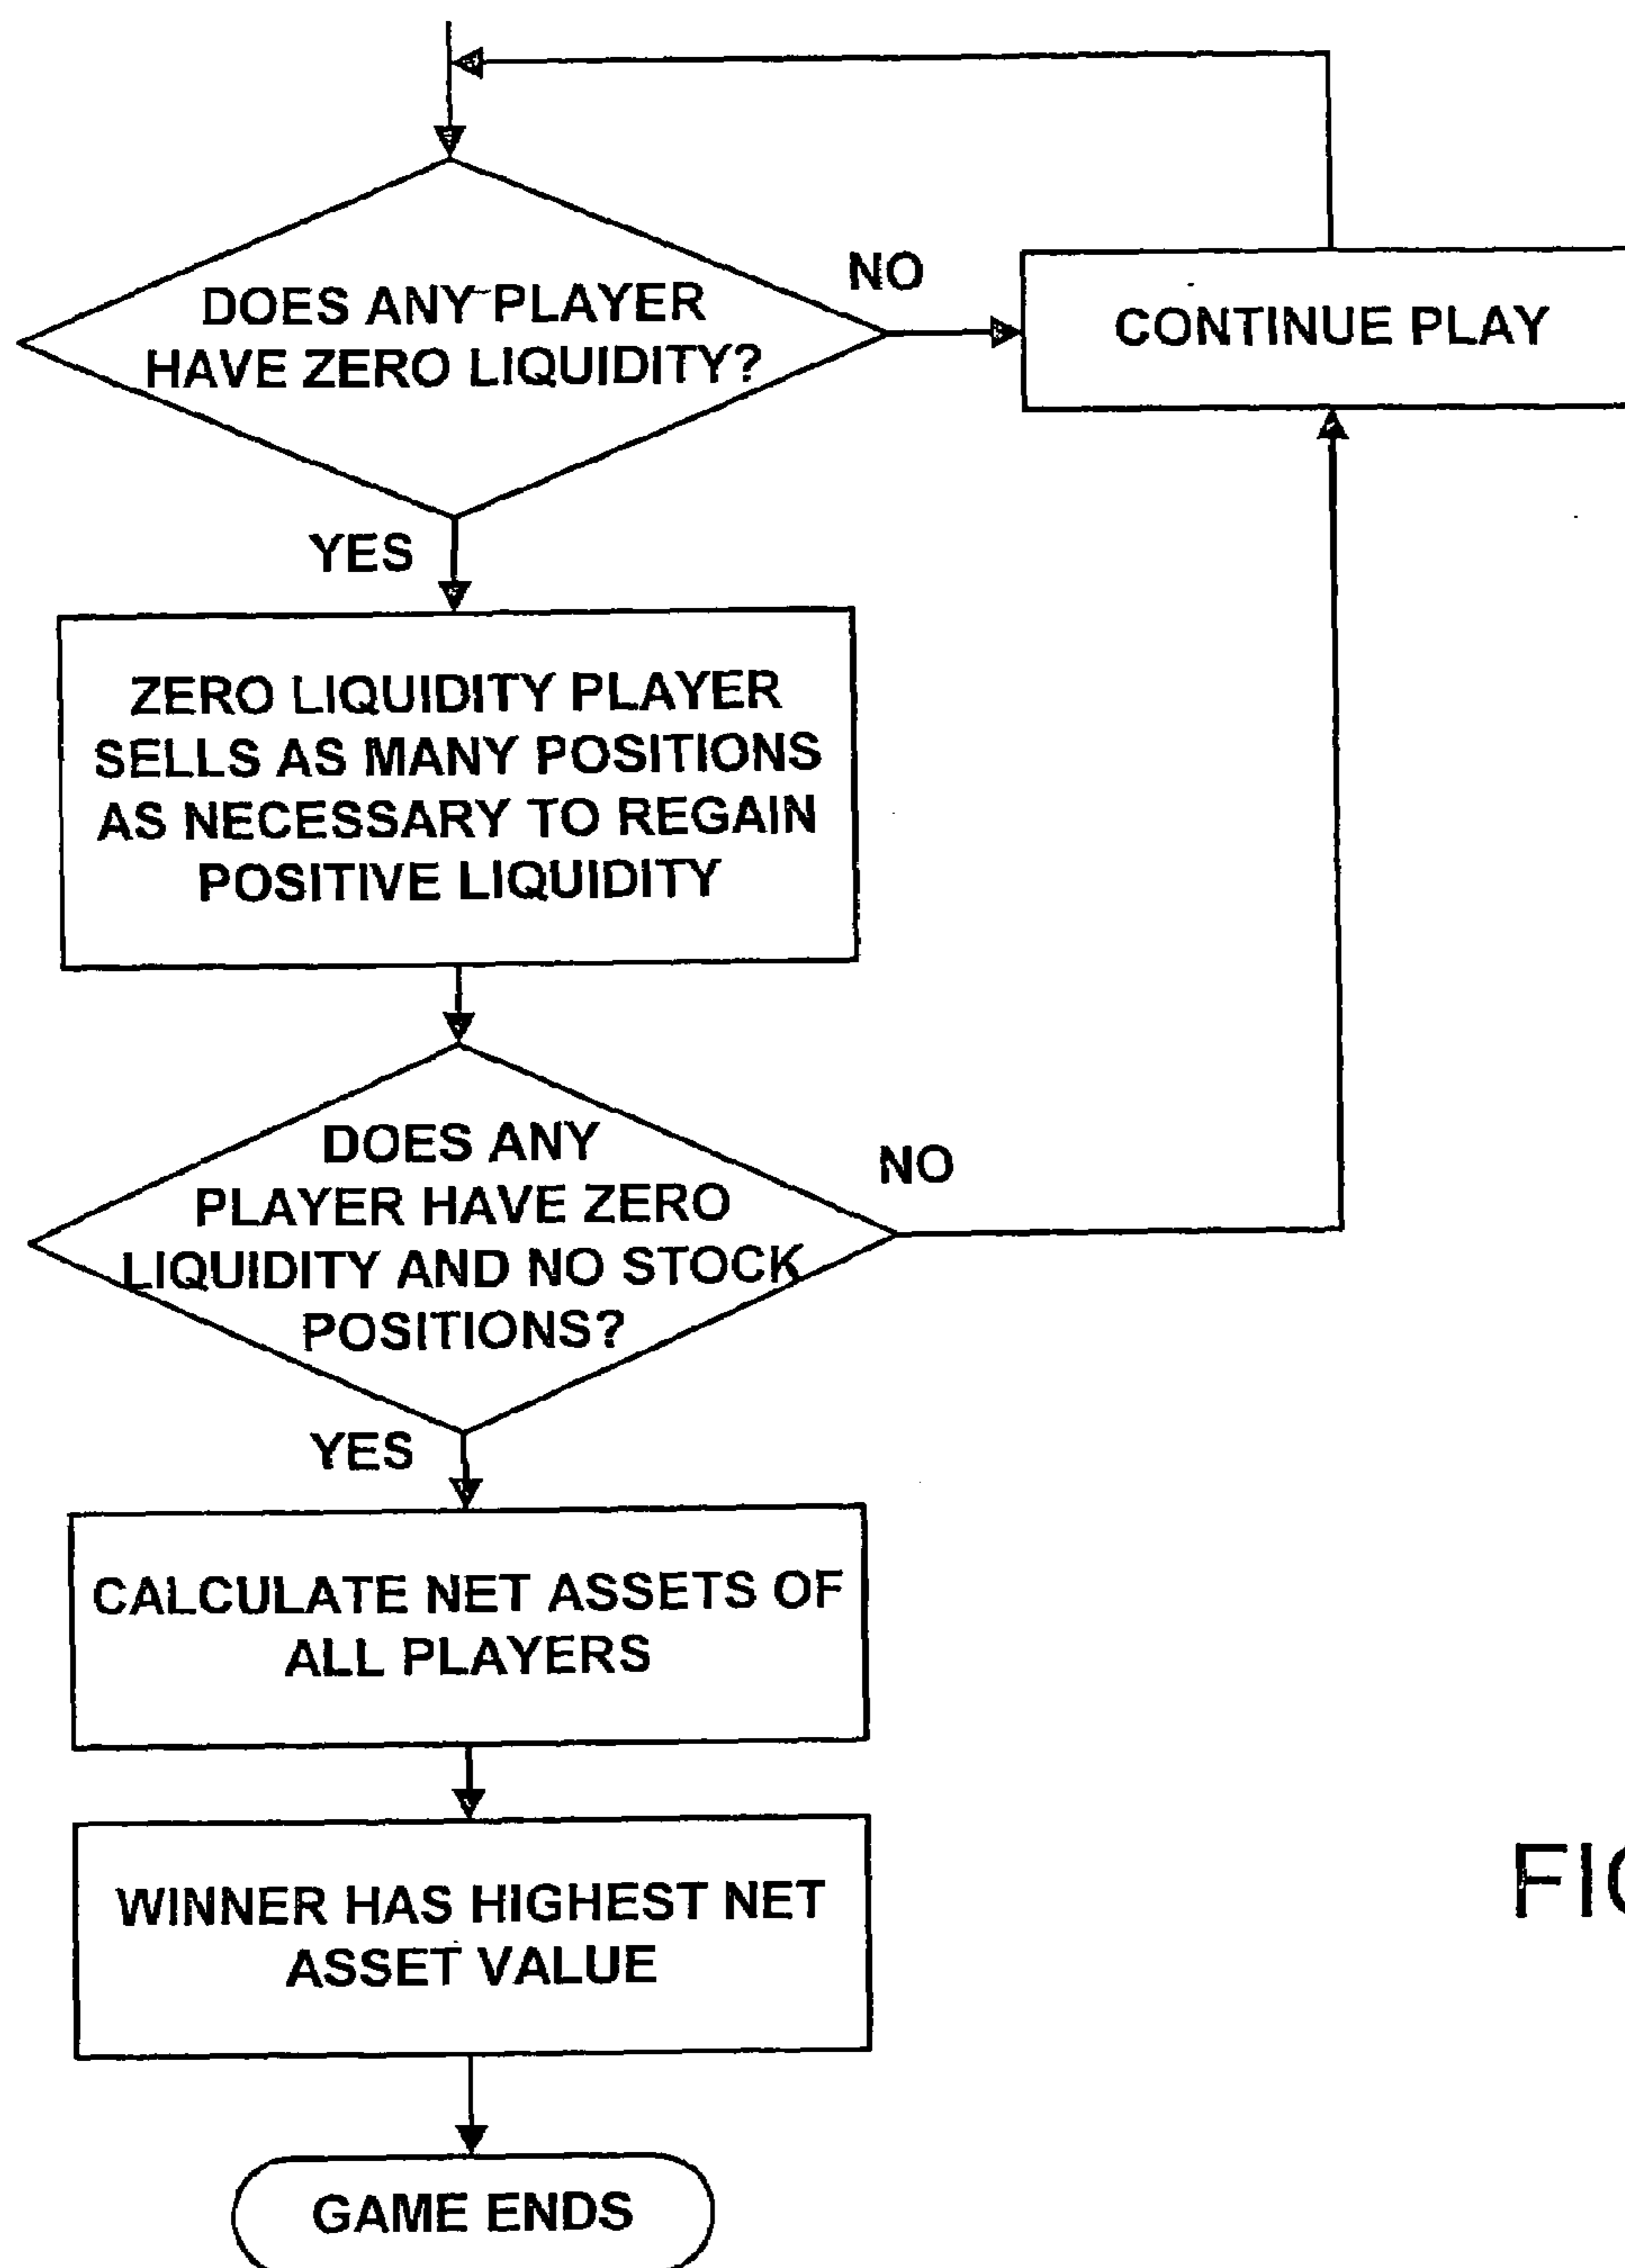 DOES ANY PLAYER
HAVE ZERO LIQUIDITY?
NO
CONTINUE PLAY
YES
ZERO LIQUIDITY PLAYER
SELLS AS MANY POSITIONS
AS NECESSARY TO REGAIN
POSITIVE LIQUIDITY
DOES ANY
PLAYER HAVE ZERO
LIQUIDITY AND NO STOCK
POSITIONS?
NO
YES
CALCULATE NET ASSETS OF
ALL PLAYERS
WINNER HAS HIGHEST NET
ASSET VALUE
GAME ENDS